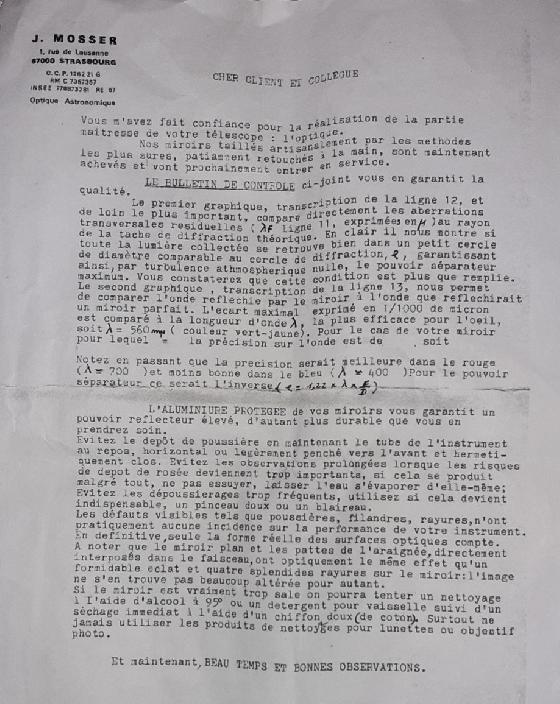 J. MOSSER
1, rue de Lausanne
67000 STRASBOURG
C.C.P. 1362 21 G
RM C 7367367
Optique Astronomique
CHER CLIENT ET COLLEGUE
Vous m'avez fait confiance pour la réalisation de la partie
maitresse de votre télescope : l'optique.
Nos miroirs taillés artisanalement par les methodes
les plus sures, patiament retouchés à la main, sont maintenant
achevés et vont prochainement entrer en service.
LE BULLETIN DE CONTROLE ci-joint vous en garantit la
qualité.
Le premier graphique, transcription de la ligne 12, et
de loin le plus important, compare directement les aberrations
transversales residuelles ( λf ligne 11, exprimées en μ )au rayon
de la tache de diffraction théorique. En clair il nous montre si
toute la lumière collectée se retrouve bien dans un petit cercle
de diamètre comparable au cercle de diffraction, ℓ, garantissant
ainsi, par turbulence athmospherique nulle, le pouvoir séparateur
maximum. Vous constaterez que cette condition est plus que remplie.
Le second graphique , transcription de la ligne 13, nous permet
de comparer l'onde reflechie par le miroir à l'onde que reflechirait
un miroir parfait. L'ecart maximal exprimé en 1/1000 de micron
est comparé à la longueur d'onde λ, la plus efficace pour l'oeil,
soit λ = 560 mμ ( couleur vert-jaune). Pour le cas de votre miroir
pour lequel = la précision sur l'onde est de soit
Notez en passant que la precision serait meilleure dans le rouge
(λ = 700 )et moins bonne dans le bleu (λ = 400 )Pour le pouvoir
séparateur ce serait l'inverse ( ℓ = 1,22 x λ x F/D )
L'ALUMINIURE PROTEGEE de vos miroirs vous garantit un
pouvoir reflecteur élevé, d'autant plus durable que vous en
prendrez soin.
Evitez le depôt de poussière en maintenant le tube de l'instrument
au repos, horizontal ou legèrement penché vers l'avant et hermeti-
quement clos. Evitez les observations prolongées lorsque les risques
de depot de rosée deviennent trop importants, si cela se produit
malgré tout, ne pas essuyer, laisser l'eau s'évaporer d'elle-même;
Evitez les dépoussierages trop fréquents, utilisez si cela devient
indispensable, un pinceau doux ou un blaireau.
Les défauts visibles tels que poussières, filandres, rayures,n'ont
pratiquement aucune incidence sur la performance de votre instrument.
En definitive,seule la forme réelle des surfaces optiques compte.
A noter que le miroir plan et les pattes de l'araignée,directement
interposés dans le faisceau,ont optiquement le même effet qu'un
formidable eclat et quatre splendides rayures sur le miroir:l'image
ne s'en trouve pas beaucoup altérée pour autant.
Si le miroir est vraiment trop sale on pourra tenter un nettoyage
à l'aide d'alcool à 95° ou un detergent pour vaisselle suivi d'un
séchage immediat à l'aide d'un chiffon doux(de coton). Surtout ne
jamais utiliser les produits de nettoyages pour lunettes ou objectif
photo.
Et maintenant,BEAU TEMPS ET BONNES OBSERVATIONS.